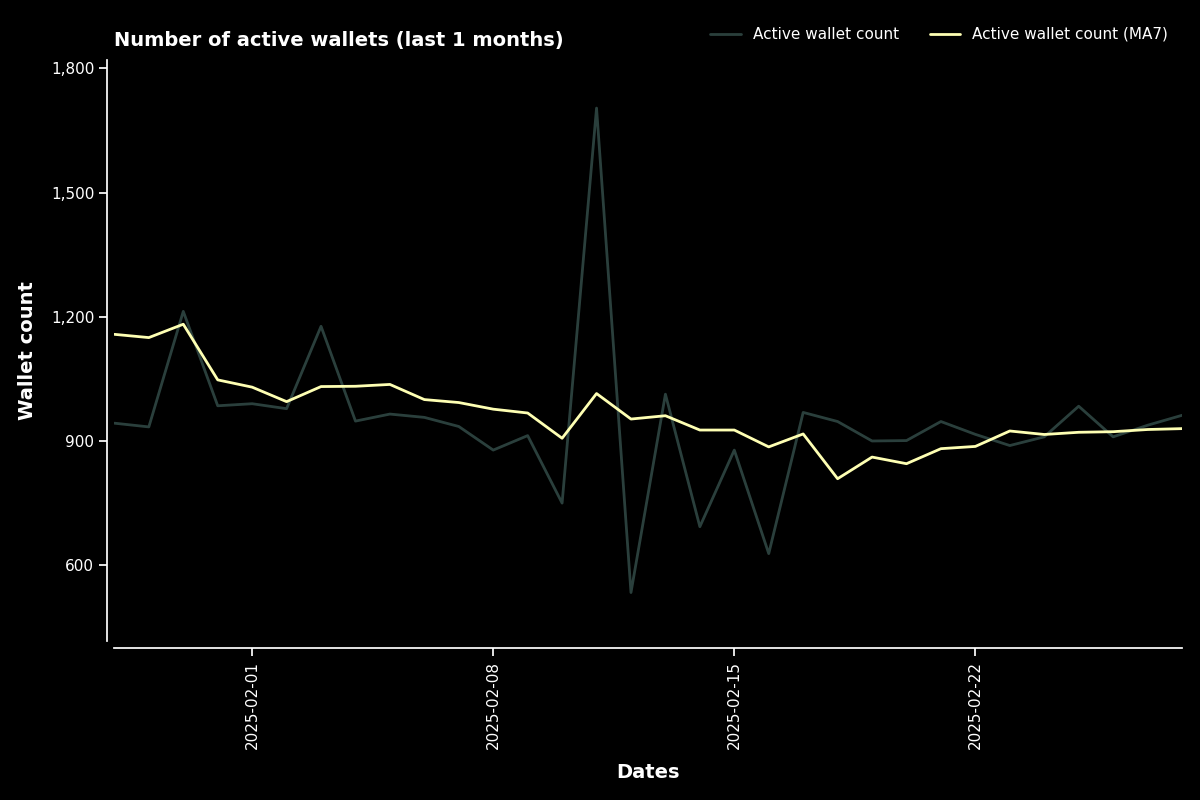 Number of active wallets (last 1 months)
Active wallet count
Active wallet count (MA7)
1,800
1,500
1,200
900
600
Wallet count
2025-02-01
2025-02-08
2025-02-15
2025-02-22
Dates